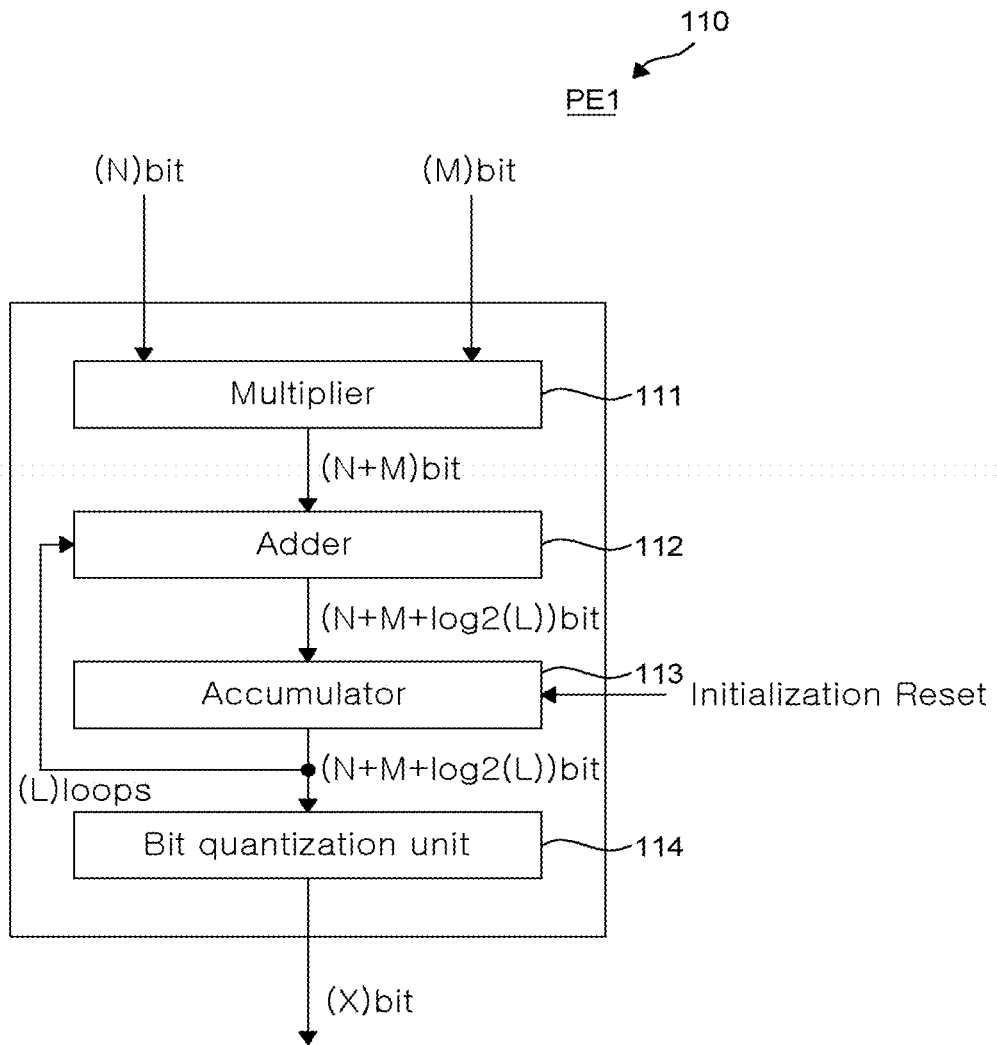 110
PE1
(N)bit
(M)bit
Multiplier
111
(N+M)bit
Adder
112
(N+M+log2(L))bit
113
Accumulator
Initialization Reset
(N+M+log2(L))bit
(L)loops
Bit quantization unit
114
(X)bit